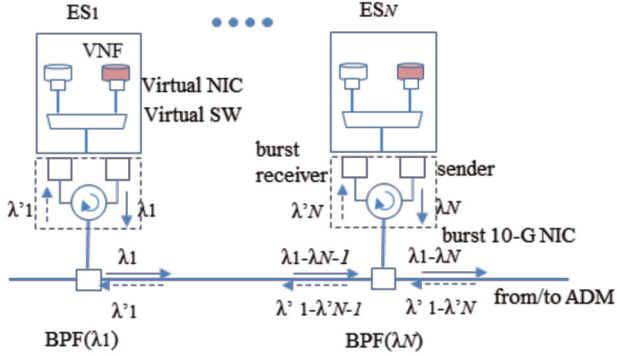 ES1
ESN
VNF
Virtual NIC
Virtual SW
burst
receiver
sender
λ'1
λ1
λ'N
λN
burst 10-G NIC
λ1
λ1-λN-1
λ1-λN
λ'1
λ' 1-λ'N-1
λ' 1-λ'N
from/to ADM
BPF(λ1)
BPF(λN)